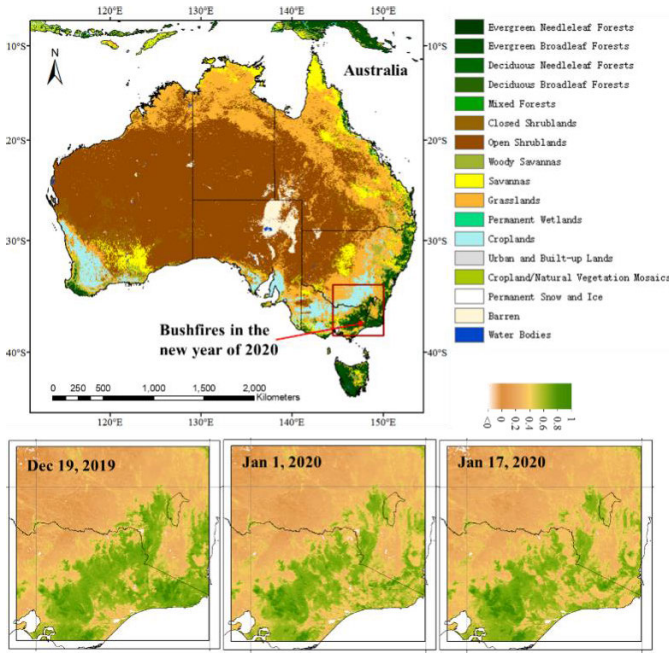 120°E
130°E
140°E
150°E
10°S
20°S
30°S
40°S
N
Australia
Bushfires in the
new year of 2020
0 250 500
1,000
1,500
2,000
Kilometers
120°E
130°E
140°E
150°E
Evergreen Needleleaf Forests
Evergreen Broadleaf Forests
Deciduous Needleleaf Forests
Deciduous Broadleaf Forests
Mixed Forests
Closed Shrublands
Open Shrublands
Woody Savannas
Savannas
Grasslands
Permanent Wetlands
Croplands
Urban and Built-up Lands
Cropland/Natural Vegetation Mosaics
Permanent Snow and Ice
Barren
Water Bodies
0
0.2
0.4
0.6
0.8
1
Dec 19, 2019
Jan 1, 2020
Jan 17, 2020